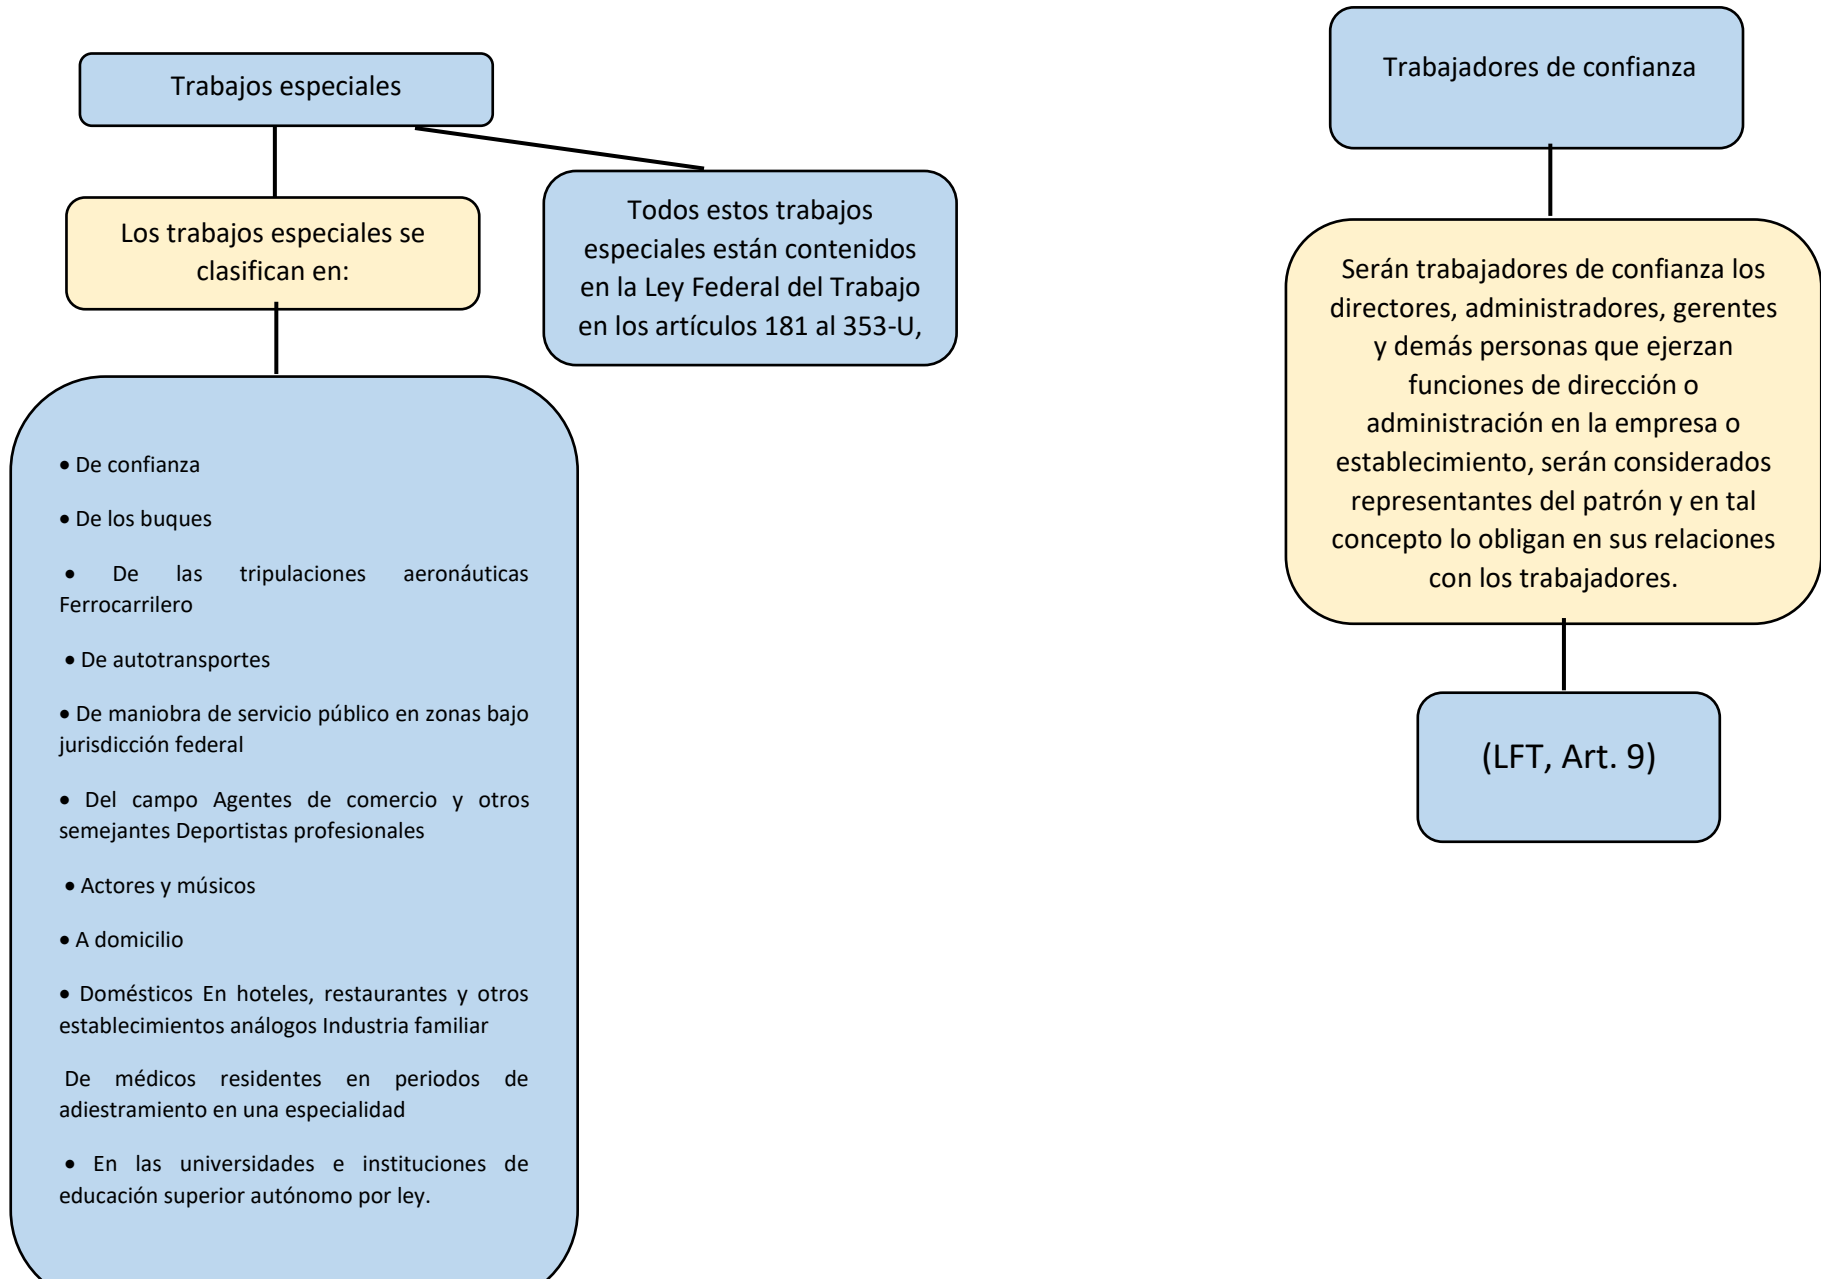 Trabajos especiales
Los trabajos especiales se
clasifican en:
Todos estos trabajos
especiales están contenidos
en la Ley Federal del Trabajo
en los artículos 181 al 353-U,
• De confianza
• De los buques
• De las tripulaciones aeronáuticas
Ferrocarrilero
• De autotransportes
• De maniobra de servicio público en zonas bajo
jurisdicción federal
• Del campo Agentes de comercio y otros
semejantes Deportistas profesionales
• Actores y músicos
• A domicilio
• Domésticos En hoteles, restaurantes y otros
establecimientos análogos Industria familiar
De médicos residentes en periodos de
adiestramiento en una especialidad
• En las universidades e instituciones de
educación superior autónomo por ley.
Trabajadores de confianza
Serán trabajadores de confianza los
directores, administradores, gerentes
y demás personas que ejerzan
funciones de dirección o
administración en la empresa o
establecimiento, serán considerados
representantes del patrón y en tal
concepto lo obligan en sus relaciones
con los trabajadores.
(LFT, Art. 9)